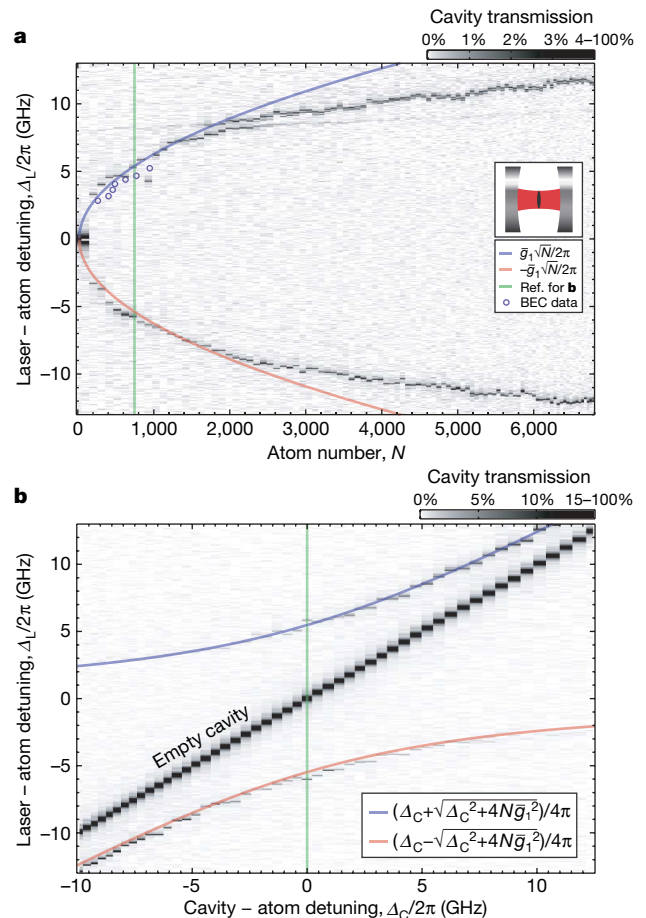 Cavity transmission
a
0% 1% 2% 3% 4–100%
Laser – atom detuning, Δ_L/2π (GHz)
10
5
0
−5
−10
ḡ₁√N/2π
−ḡ₁√N/2π
Ref. for b
BEC data
0 1,000 2,000 3,000 4,000 5,000 6,000
Atom number, N
Cavity transmission
b
0% 5% 10% 15–100%
Laser – atom detuning, Δ_L/2π (GHz)
10
5
0
−5
−10
Empty cavity
(Δ_C+√Δ_C²+4Nḡ₁²)/4π
(Δ_C−√Δ_C²+4Nḡ₁²)/4π
−10 -5 0 5 10
Cavity – atom detuning, Δ_C/2π (GHz)